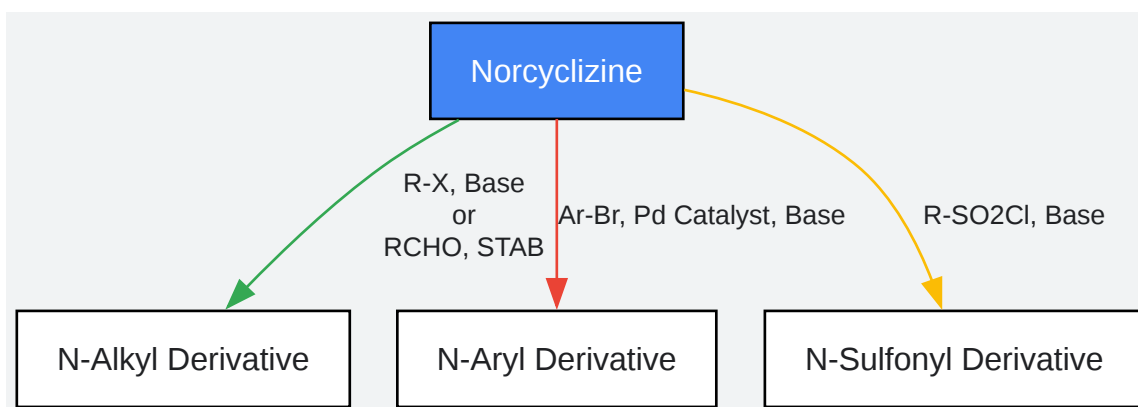 Norcyclizine
R-X, Base
or
RCHO, STAB
Ar-Br, Pd Catalyst, Base
R-SO2Cl, Base
N-Alkyl Derivative
N-Aryl Derivative
N-Sulfonyl Derivative